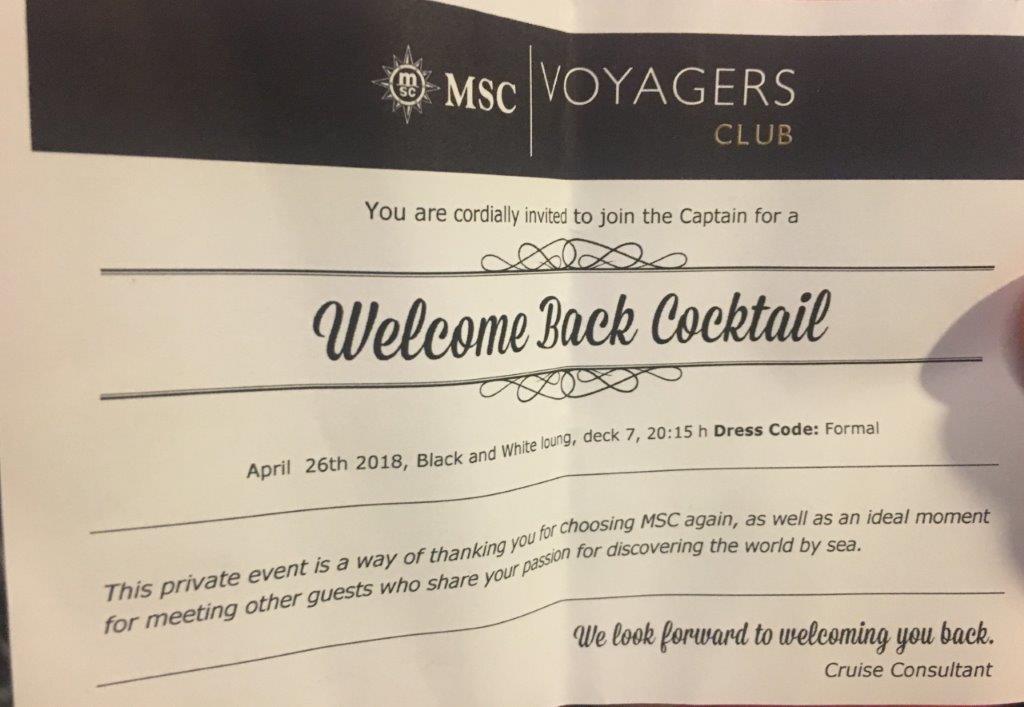 msc MSC VOYAGERS
CLUB
You are cordially invited to join the Captain for a
Welcome Back Cocktail
April 26th 2018, Black and White loung, deck 7, 20:15 h Dress Code: Formal
This private event is a way of thanking you for choosing MSC again, as well as an ideal moment
for meeting other guests who share your passion for discovering the world by sea.
We look forward to welcoming you back.
Cruise Consultant